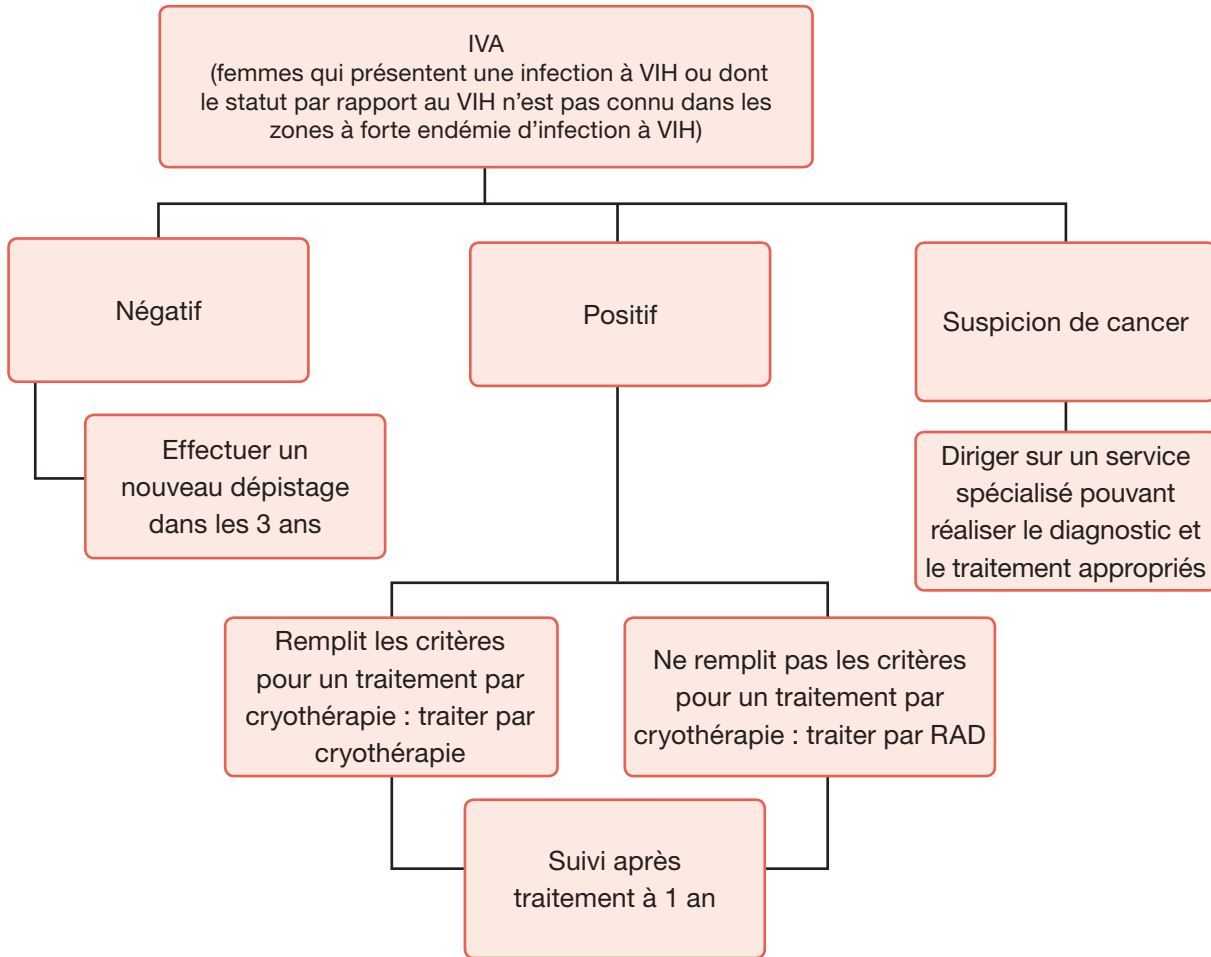 IVA
(femmes qui présentent une infection à VIH ou dont
le statut par rapport au VIH n’est pas connu dans les
zones à forte endémie d’infection à VIH)
Négatif
Positif
Suspicion de cancer
Effectuer un
nouveau dépistage
dans les 3 ans
Diriger sur un service
spécialisé pouvant
réaliser le diagnostic et
le traitement appropriés
Remplit les critères
pour un traitement par
cryothérapie : traiter par
cryothérapie
Ne remplit pas les critères
pour un traitement par
cryothérapie : traiter par RAD
Suivi après
traitement à 1 an